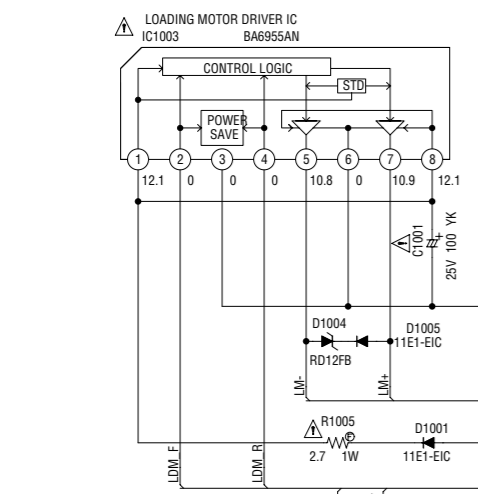 LOADING MOTOR DRIVER IC
IC1003 BA6955AN
CONTROL LOGIC
STD
POWER
SAVE
1 2 3 4 5 6 7 8
12.1 0 0 0 10.8 0 10.9 12.1
C1001
25V 100 YK
+
D1004
D1005
11E1-EIC
RD12FB
LM-
LM+
R1005
D1001
2.7 1W
11E1-EIC
LDM_F
LDM_R